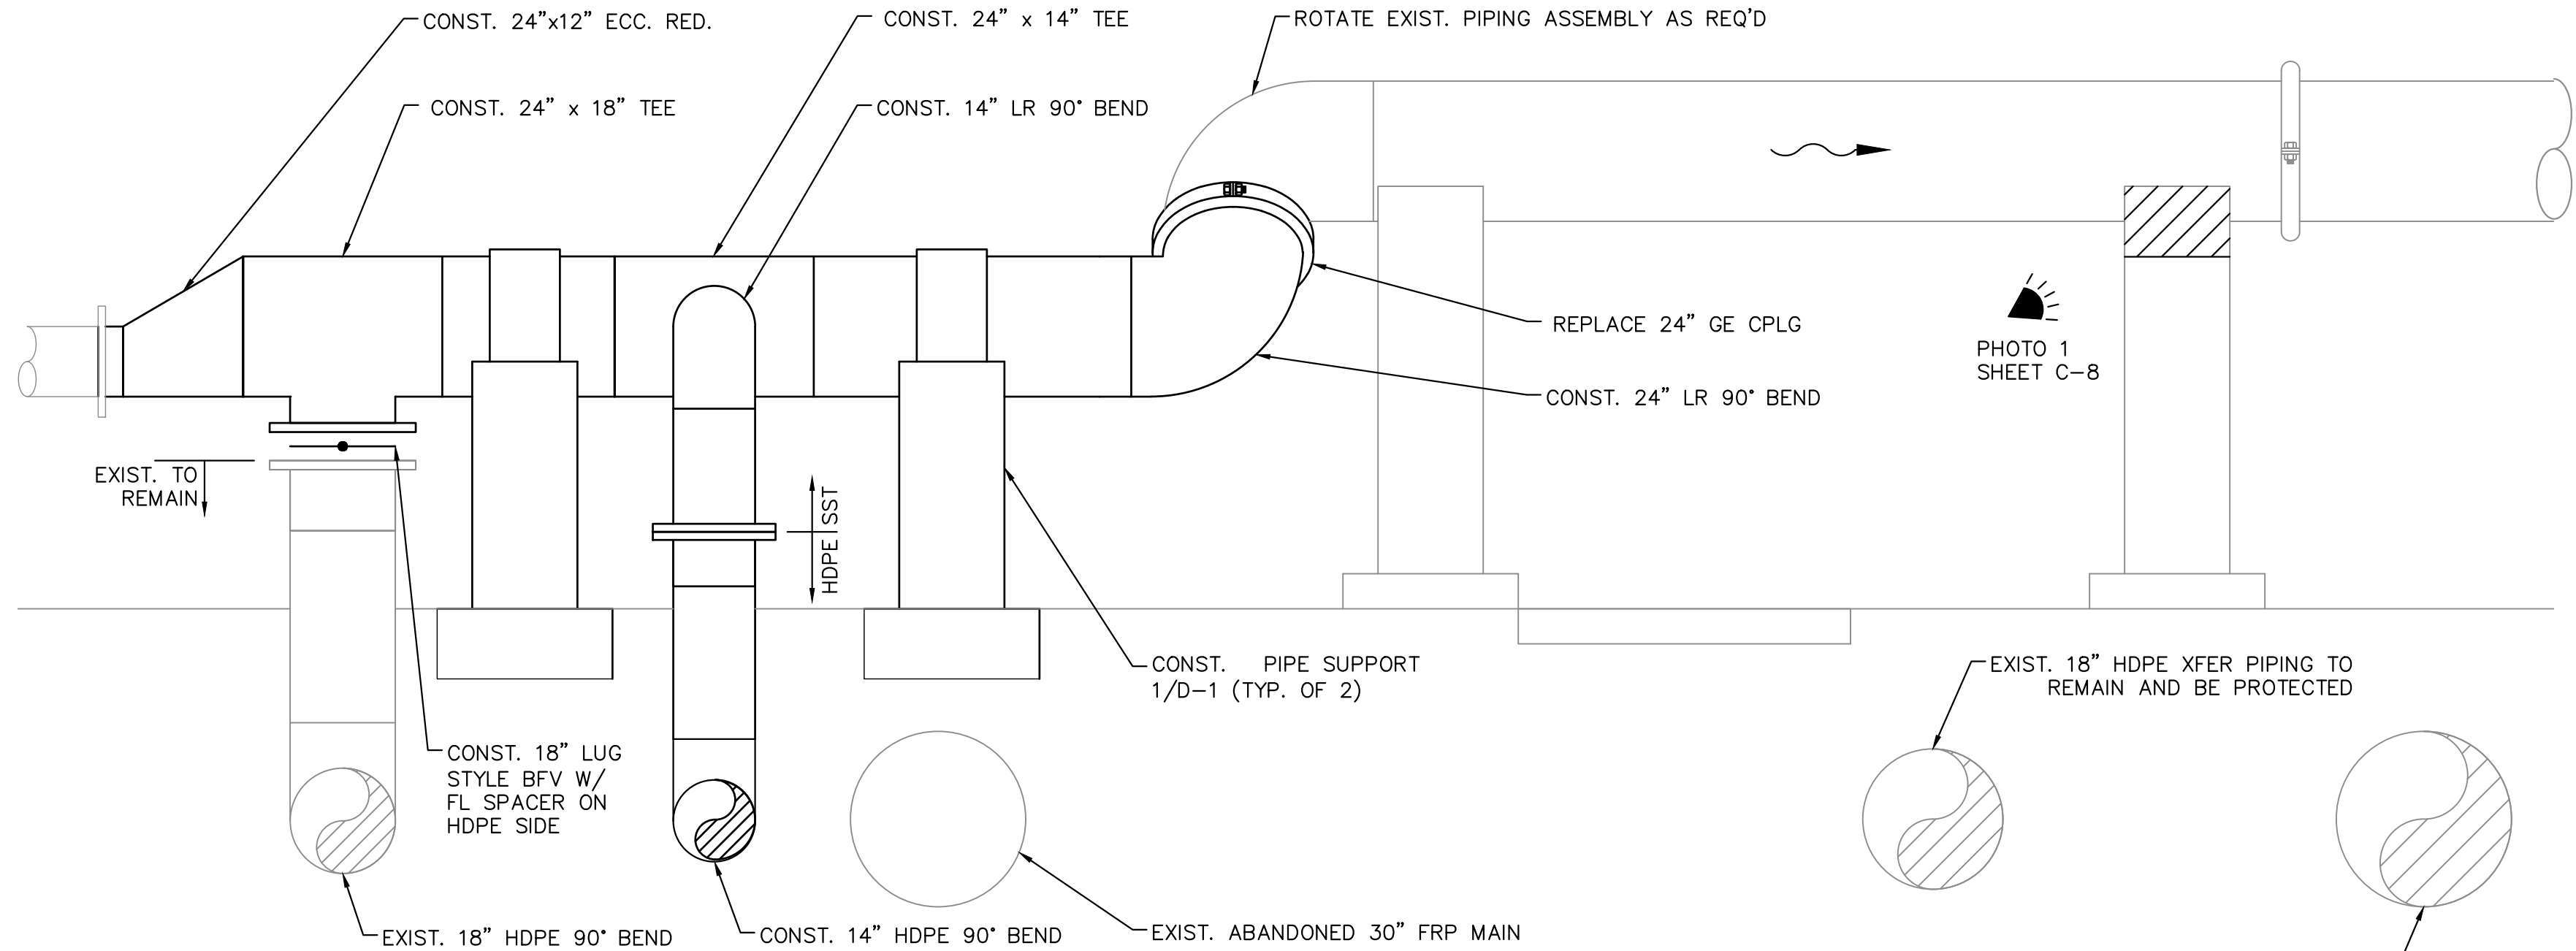 CONST. 24”x12” ECC. RED.
CONST. 24” x 14” TEE
ROTATE EXIST. PIPING ASSEMBLY AS REQ'D
CONST. 24” x 18” TEE
CONST. 14” LR 90° BEND
REPLACE 24” GE CPLG
PHOTO 1
SHEET C-8
CONST. 24” LR 90° BEND
EXIST. TO
REMAIN
SST
HDPE
CONST. PIPE SUPPORT
1/D-1 (TYP. OF 2)
EXIST. 18” HDPE XFER PIPING TO
REMAIN AND BE PROTECTED
CONST. 18” LUG
STYLE BFV W/
FL SPACER ON
HDPE SIDE
EXIST. 18” HDPE 90° BEND
CONST. 14” HDPE 90° BEND
EXIST. ABANDONED 30” FRP MAIN